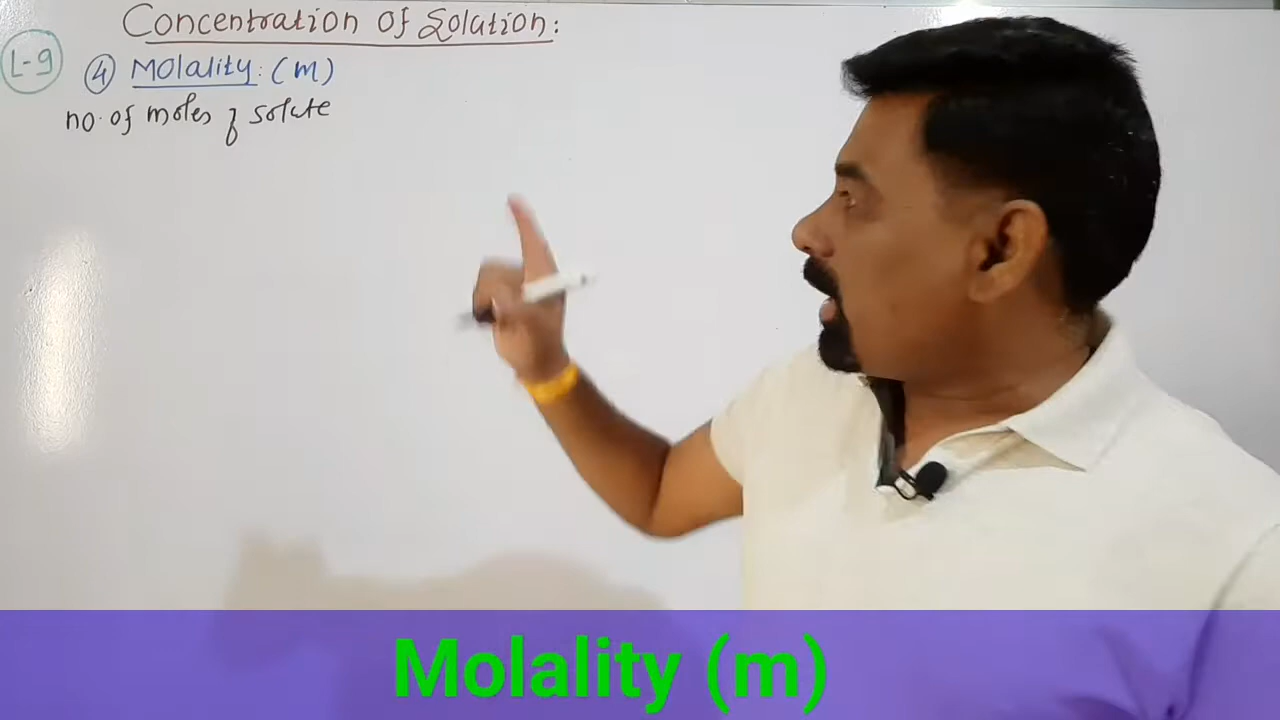 Concentration of Solution:
L-9
④ Molality: (m)
no. of moles of solute
Molality (m)